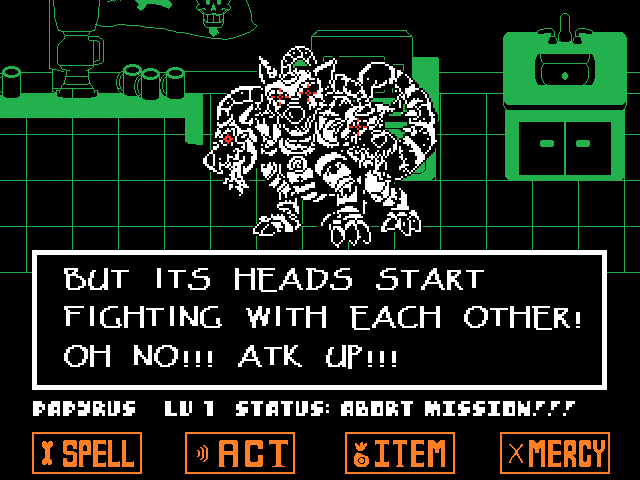 BUT ITS HEADS START
FIGHTING WITH EACH OTHER!
OH NO!!! ATK UP!!!
PAPYRUS LV 1 STATUS: ABORT MISSION!!!
SPELL ACT ITEM MERCY